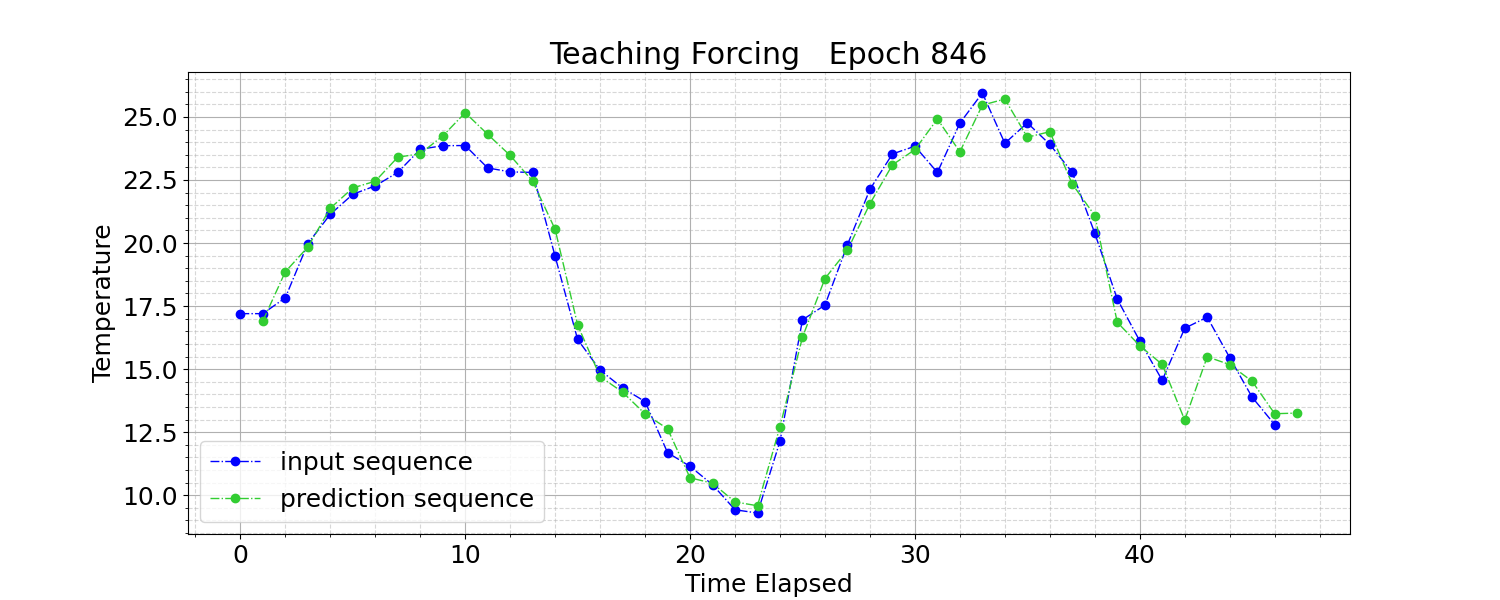 Teaching Forcing   Epoch 846
Temperature
25.0
22.5
20.0
17.5
15.0
12.5
10.0
input sequence
prediction sequence
0 10 20 30 40
Time Elapsed